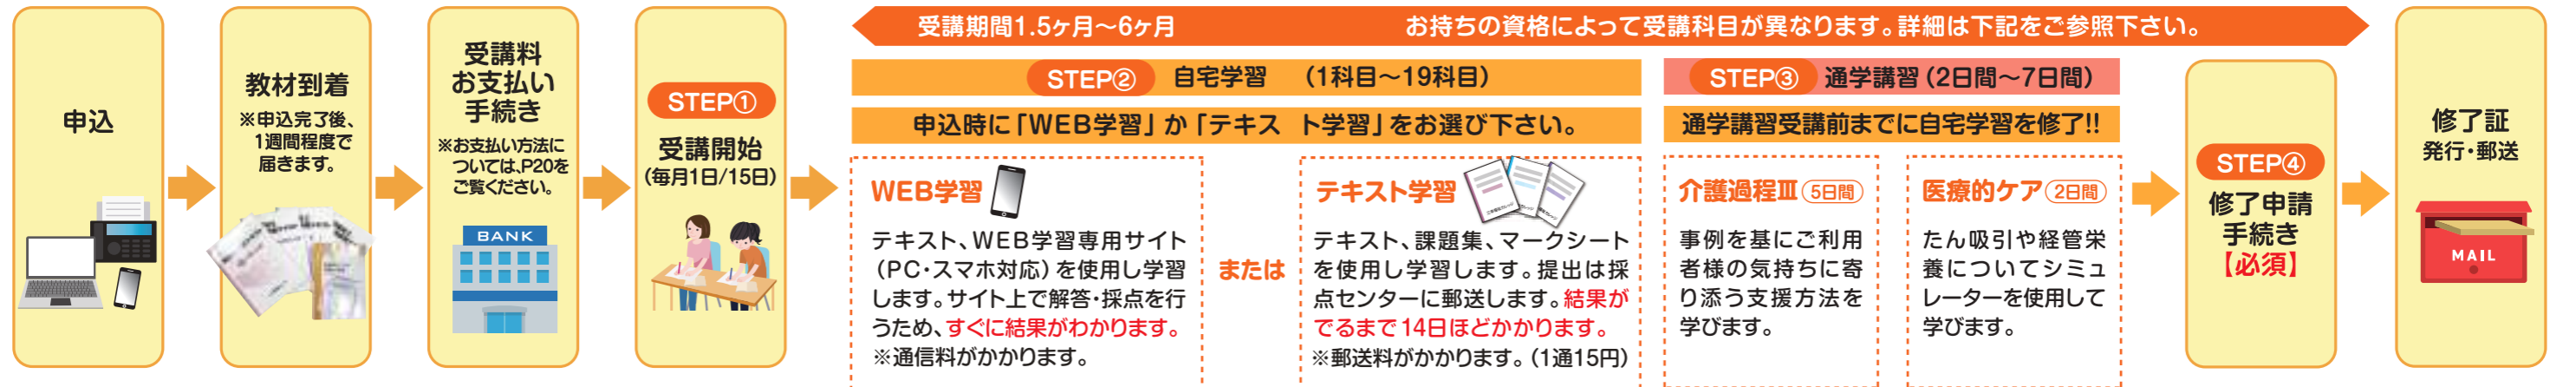 申込
教材到着
※申込完了後、
1週間程度で
届きます。
受講料
お支払い
手続き
※お支払い方法に
ついては、P20を
ご覧ください。
BANK
STEP①
受講開始
(毎月1日/15日)
受講期間1.5ヶ月～6ヶ月 お持ちの資格によって受講科目が異なります。詳細は下記をご参照下さい。
STEP② 自宅学習 (1科目～19科目)
申込時に「WEB学習」か「テキスト学習」をお選び下さい。
WEB学習
テキスト、WEB学習専用サイト
(PC・スマホ対応)を使用し学習
します。サイト上で解答・採点を行
うため、すぐに結果がわかります。
※通信料がかかります。
または
テキスト学習
テキスト、課題集、マークシート
を使用し学習します。提出は採
点センターに郵送します。結果が
でるまで14日ほどかかります。
※郵送料がかかります。(1通15円)
STEP③ 通学講習(2日間～7日間)
通学講習受講前までに自宅学習を修了!!
介護過程Ⅲ 5日間
事例を基にご利用
者様の気持ちに寄
り添う支援方法を
学びます。
医療的ケア 2日間
たん吸引や経管栄
養についてシミュ
レーターを使用して
学びます。
STEP④
修了申請
手続き
【必須】
修了証
発行・郵送
MAIL